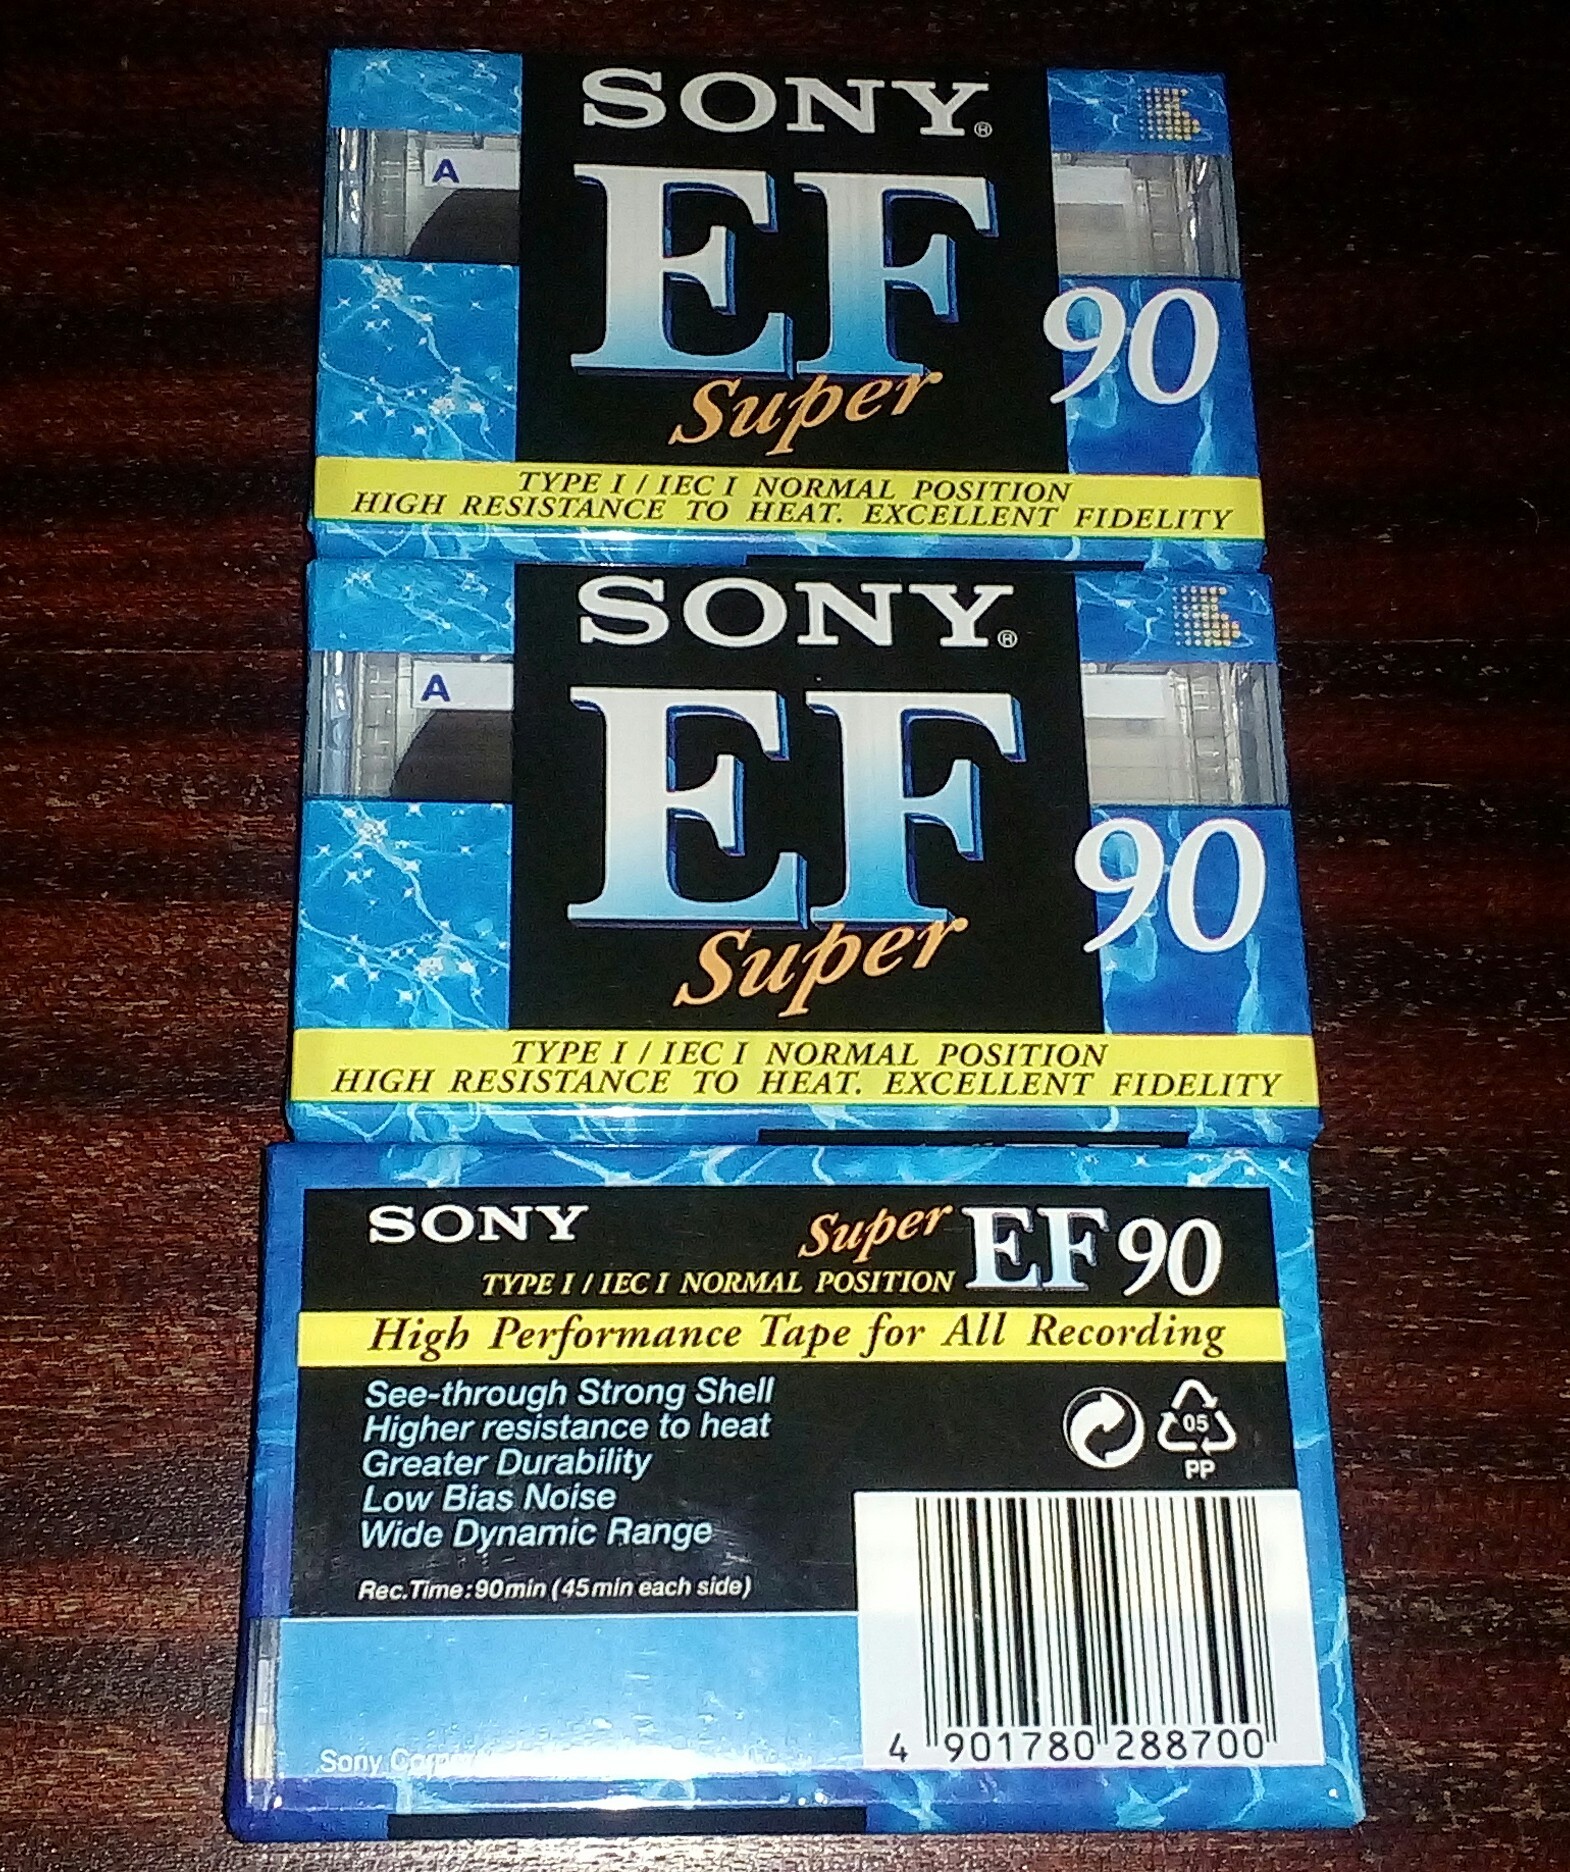 SONY®
A
EF
90
Super
TYPE I / IEC I NORMAL POSITION
HIGH RESISTANCE TO HEAT. EXCELLENT FIDELITY
SONY®
A
EF
90
Super
TYPE I / IEC I NORMAL POSITION
HIGH RESISTANCE TO HEAT. EXCELLENT FIDELITY
SONY Super EF 90
TYPE I / IEC I NORMAL POSITION
High Performance Tape for All Recording
See-through Strong Shell
Higher resistance to heat
Greater Durability
Low Bias Noise
Wide Dynamic Range
05
PP
Rec.Time:90min (45min each side)
4 901780 288700
Sony